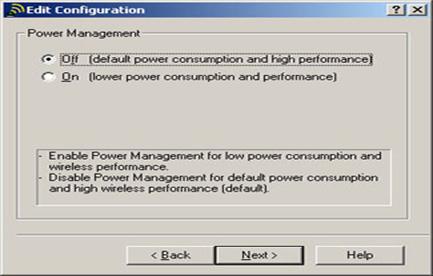 Edit Configuration
Power Management
Off (default power consumption and high performance)
On (lower power consumption and performance)
- Enable Power Management for low power consumption and
wireless performance.
- Disable Power Management for default power consumption
and high wireless performance (default).
< Back
Next >
Help